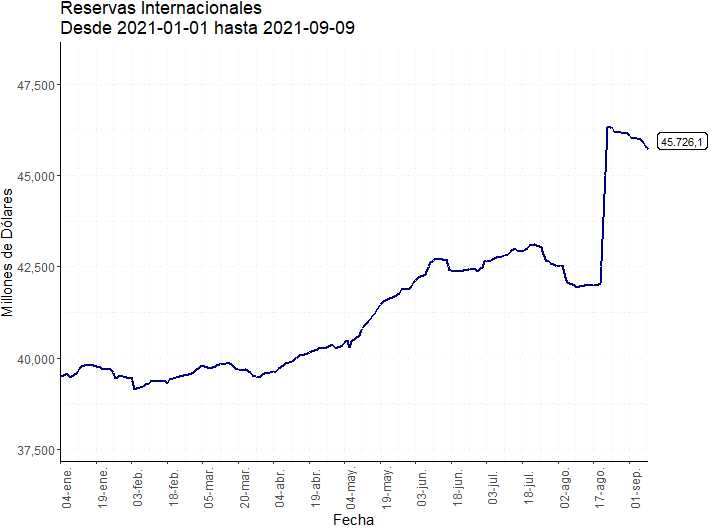 Reservas Internacionales
Desde 2021-01-01 hasta 2021-09-09
Millones de Dólares
47,500
45,000
42,500
40,000
37,500
45.726,1
04-ene.
19-ene.
03-feb.
18-feb.
05-mar.
20-mar.
04-abr.
19-abr.
04-may.
19-may.
03-jun.
18-jun.
03-jul.
18-jul.
02-ago.
17-ago.
01-sep.
Fecha